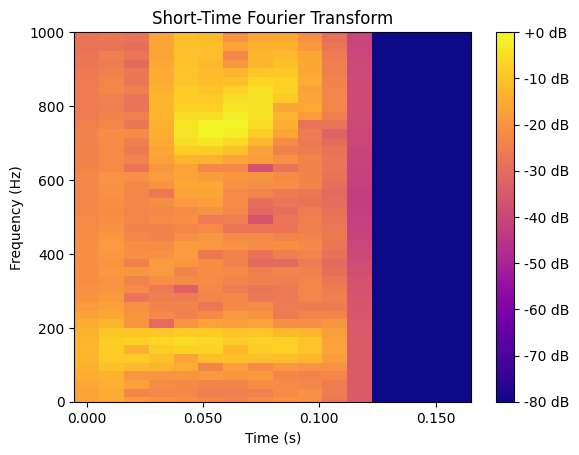 Short-Time Fourier Transform
Frequency (Hz)
1000
800
600
400
200
0
0.000
0.050
0.100
0.150
Time (s)
+0 dB
-10 dB
-20 dB
-30 dB
-40 dB
-50 dB
-60 dB
-70 dB
-80 dB